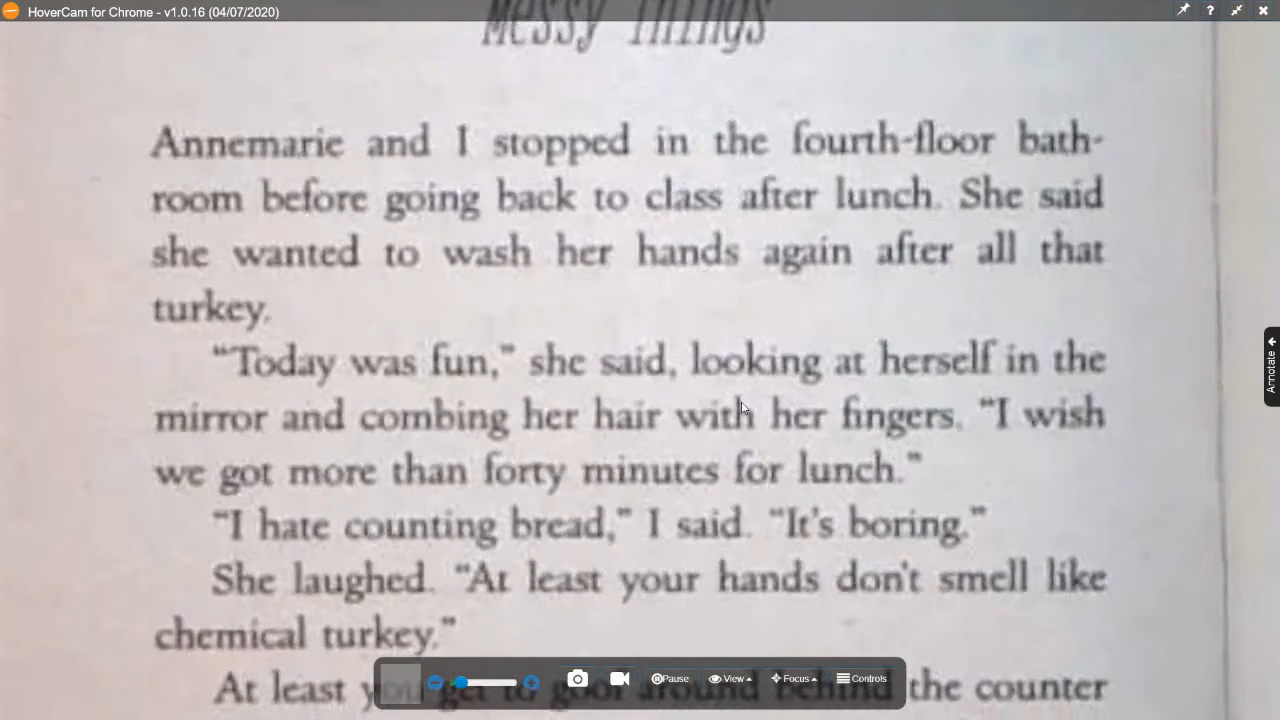 HoverCam for Chrome - v1.0.16 (04/07/2020)
Messy Things
Annemarie and I stopped in the fourth-floor bath-
room before going back to class after lunch. She said
she wanted to wash her hands again after all that
turkey.
“Today was fun,” she said, looking at herself in the
mirror and combing her hair with her fingers. “I wish
we got more than forty minutes for lunch.”
“I hate counting bread,” I said. “It's boring.”
She laughed. “At least your hands don't smell like
chemical turkey.”
At least you get to goof around behind the counter
Pause View Focus Controls
Annotate